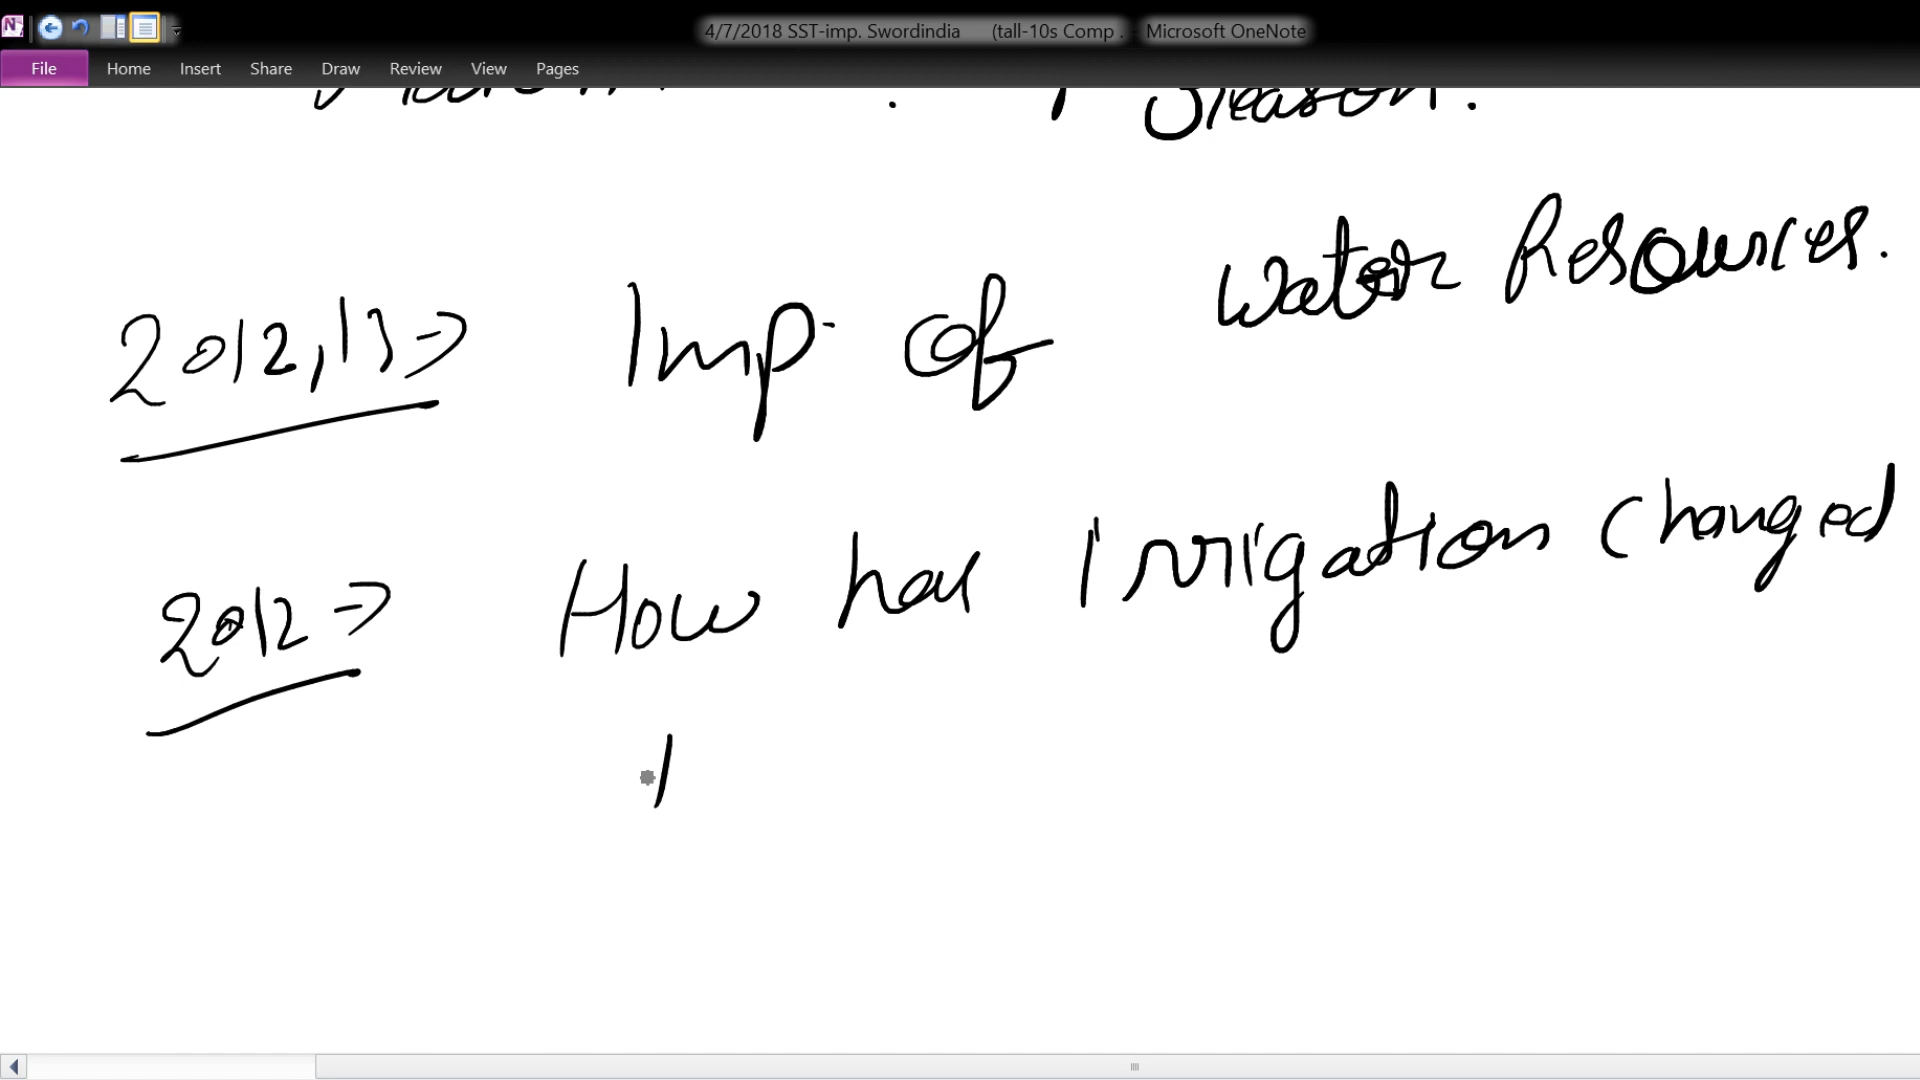 4/7/2018 SST-imp. Swordindia (tall-10s Comp . Microsoft OneNote
File Home Insert Share Draw Review View Pages
Reason.
2012,13 => Imp. of Water Resources.
2012 => How has Irrigation changed